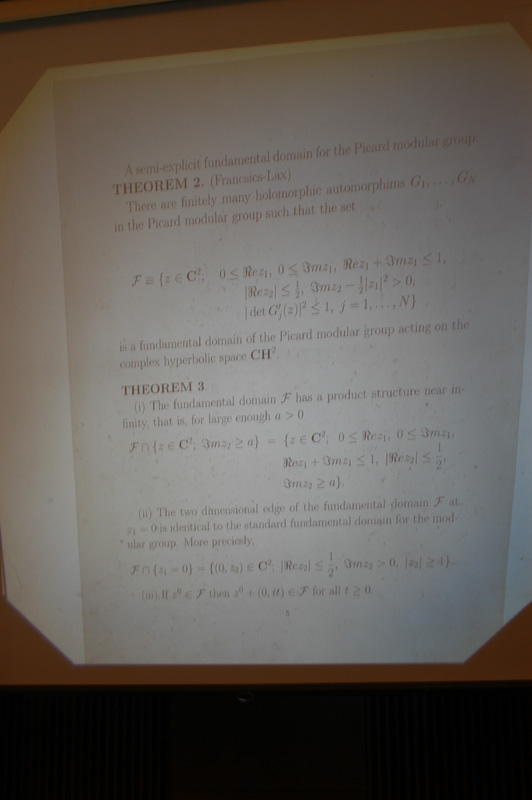 A semi-explicit fundamental domain for the Picard modular group.
THEOREM 2. (Francsics-Lax)
There are finitely many holomorphic automorphims G₁, . . . , G_N
in the Picard modular group such that the set
F ≡ {z ∈ C²; 0 ≤ ℜez₁, 0 ≤ ℑmz₁, ℜez₁ + ℑmz₁ ≤ 1,
|ℜez₂| ≤ ½, ℑmz₂ − ½|z₁|² > 0,
| det G′ⱼ(z)|² ≤ 1, j = 1, . . . , N}
is a fundamental domain of the Picard modular group acting on the
complex hyperbolic space CH².
THEOREM 3.
(i) The fundamental domain F has a product structure near in-
finity, that is, for large enough a > 0
F ∩ {z ∈ C²; ℑmz₂ ≥ a} = {z ∈ C²; 0 ≤ ℜez₁, 0 ≤ ℑmz₁,
ℜez₁ + ℑmz₁ ≤ 1, |ℜez₂| ≤ 1/2,
ℑmz₂ ≥ a}.
(ii) The two dimensional edge of the fundamental domain F at
z₁ = 0 is identical to the standard fundamental domain for the mod-
ular group. More preciesly,
F ∩ {z₁ = 0} = {(0, z₂) ∈ C²; |ℜez₂| ≤ 1/2, ℑmz₂ > 0, |z₂| ≥ 1}.
(iii) If z⁰ ∈ F then z⁰ + (0, it) ∈ F for all t ≥ 0.
5